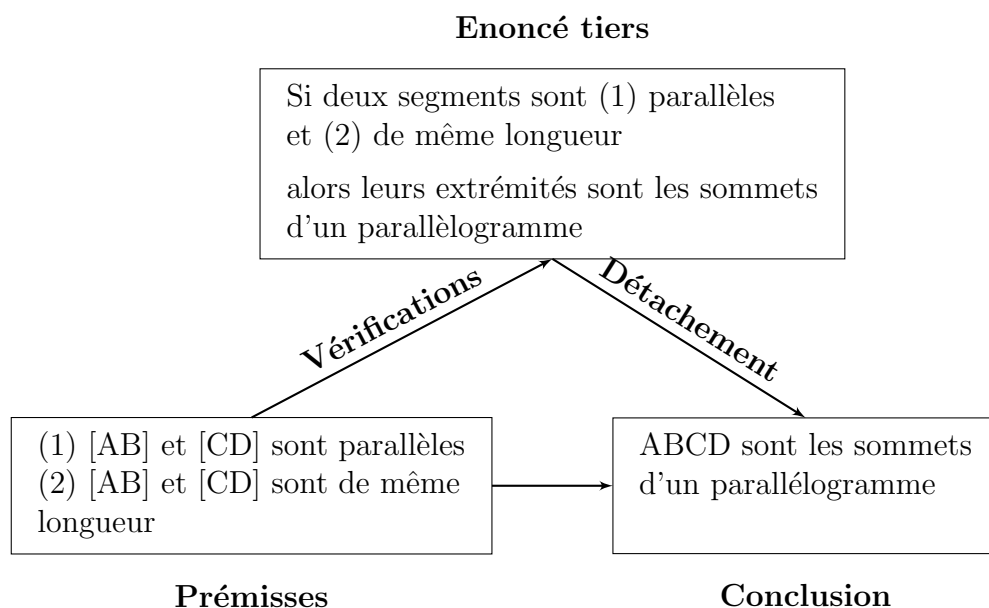 Enoncé tiers
Si deux segments sont (1) parallèles
et (2) de même longueur
alors leurs extrémités sont les sommets
d'un parallèlogramme
Vérifications
Détachement
(1) [AB] et [CD] sont parallèles
(2) [AB] et [CD] sont de même
longueur
ABCD sont les sommets
d'un parallélogramme
Prémisses
Conclusion